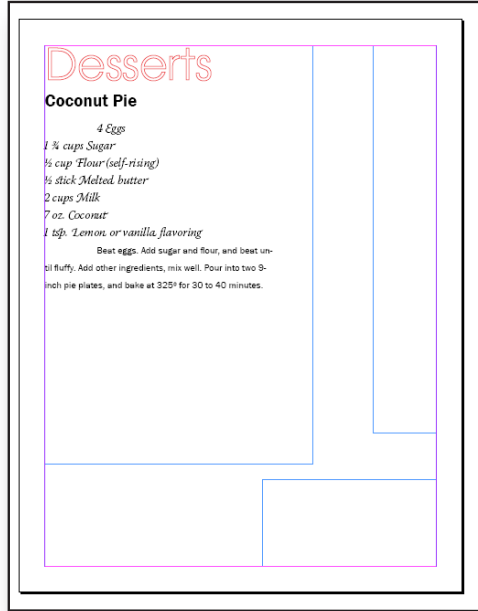 Desserts
Coconut Pie
4 Eggs
1 ¾ cups Sugar
½ cup Flour (self-rising)
½ stick Melted butter
2 cups Milk
7 oz. Coconut
1 tsp. Lemon or vanilla flavoring
Beat eggs. Add sugar and flour, and beat un-
til fluffy. Add other ingredients, mix well. Pour into two 9-
inch pie plates, and bake at 325º for 30 to 40 minutes.